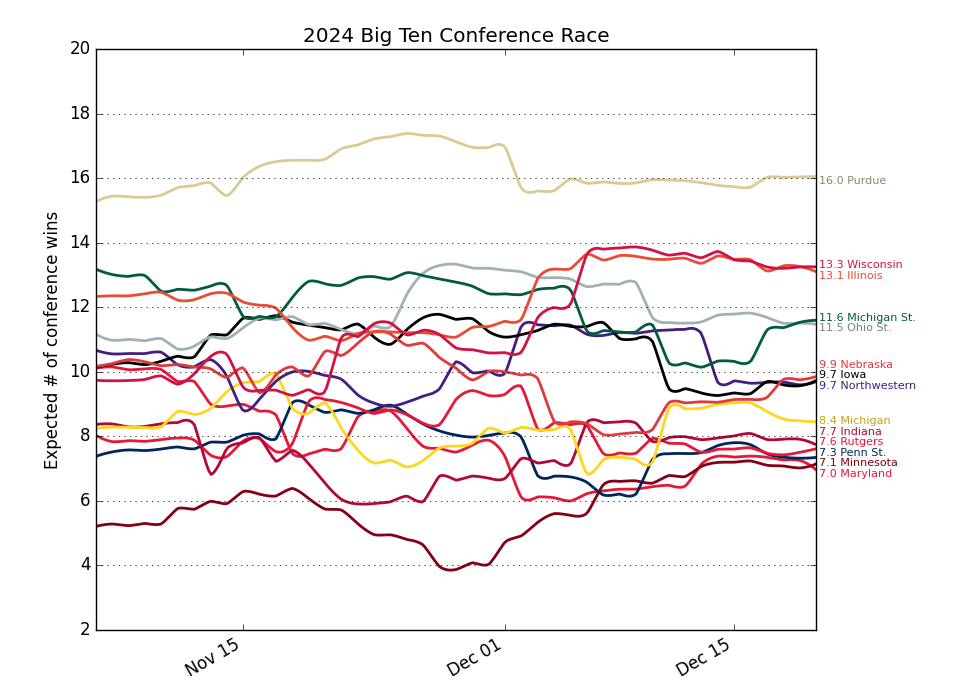 2024 Big Ten Conference Race
Expected # of conference wins
20
18
16
14
12
10
8
6
4
2
Nov 15
Dec 01
Dec 15
16.0 Purdue
13.3 Wisconsin
13.1 Illinois
11.6 Michigan St.
11.5 Ohio St.
9.9 Nebraska
9.7 Iowa
9.7 Northwestern
8.4 Michigan
7.7 Indiana
7.6 Rutgers
7.3 Penn St.
7.1 Minnesota
7.0 Maryland